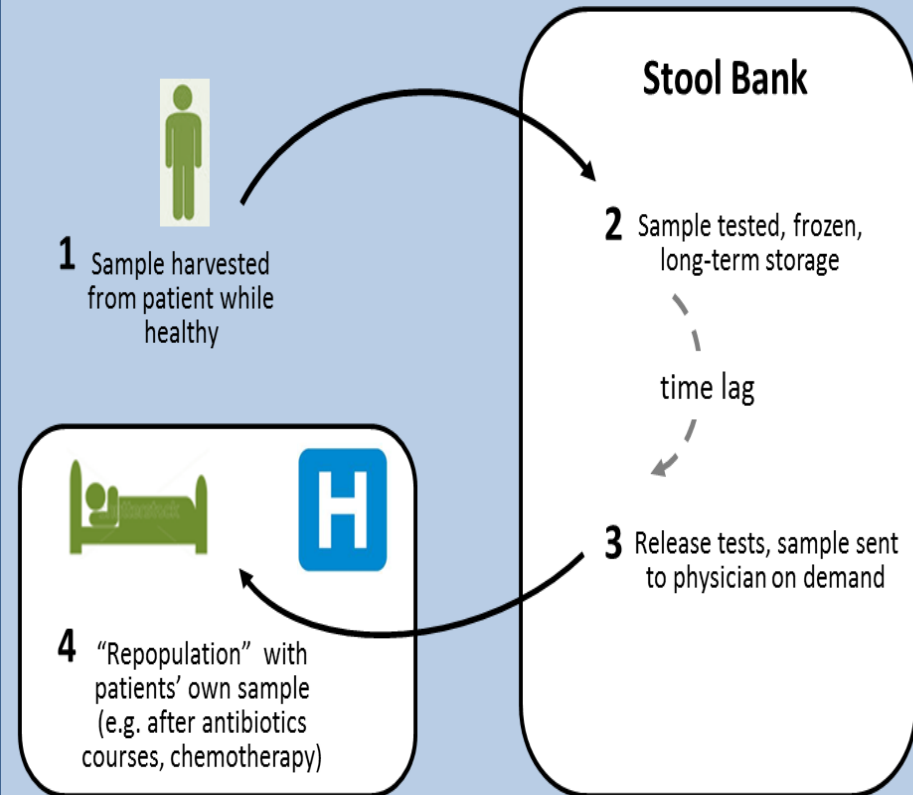 Stool Bank
1 Sample harvested
from patient while
healthy
2 Sample tested, frozen,
long-term storage
time lag
3 Release tests, sample sent
to physician on demand
H
4 “Repopulation” with
patients’ own sample
(e.g. after antibiotics
courses, chemotherapy)